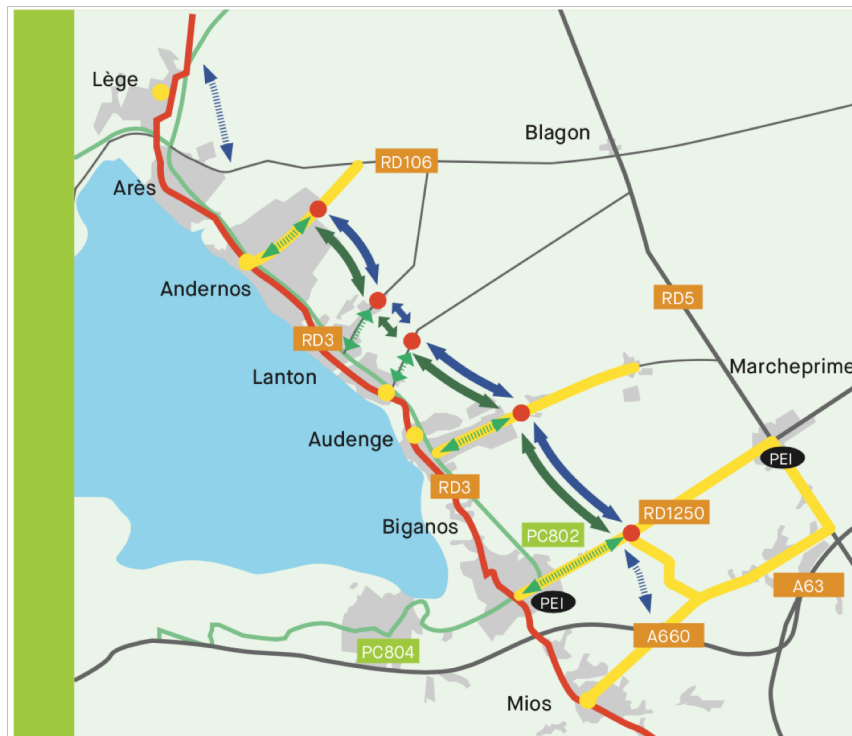 Lège
Blagon
RD106
Arès
Andernos
RD5
RD3
Marcheprime
Lanton
Audenge
PEI
RD3
RD1250
Biganos
PC802
A63
PEI
A660
PC804
Mios